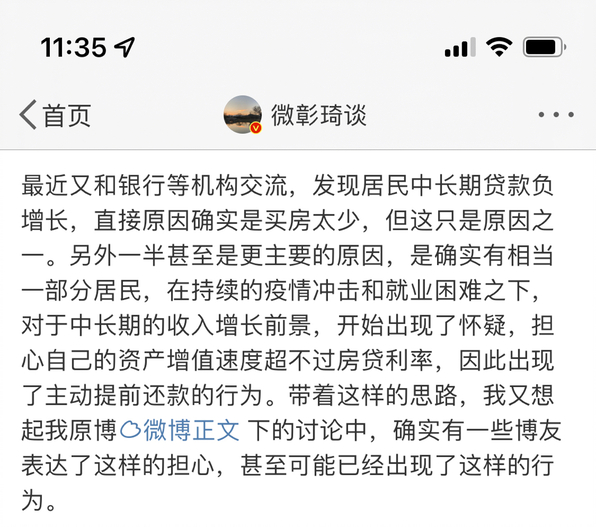 11:35
首页
微彰琦谈
最近又和银行等机构交流，发现居民中长期贷款负
增长，直接原因确实是买房太少，但这只是原因之
一。另外一半甚至是更主要的原因，是确实有相当
一部分居民，在持续的疫情冲击和就业困难之下，
对于中长期的收入增长前景，开始出现了怀疑，担
心自己的资产增值速度超不过房贷利率，因此出现
了主动提前还款的行为。带着这样的思路，我又想
起我原博微博正文 下的讨论中，确实有一些博友
表达了这样的担心，甚至可能已经出现了这样的行
为。